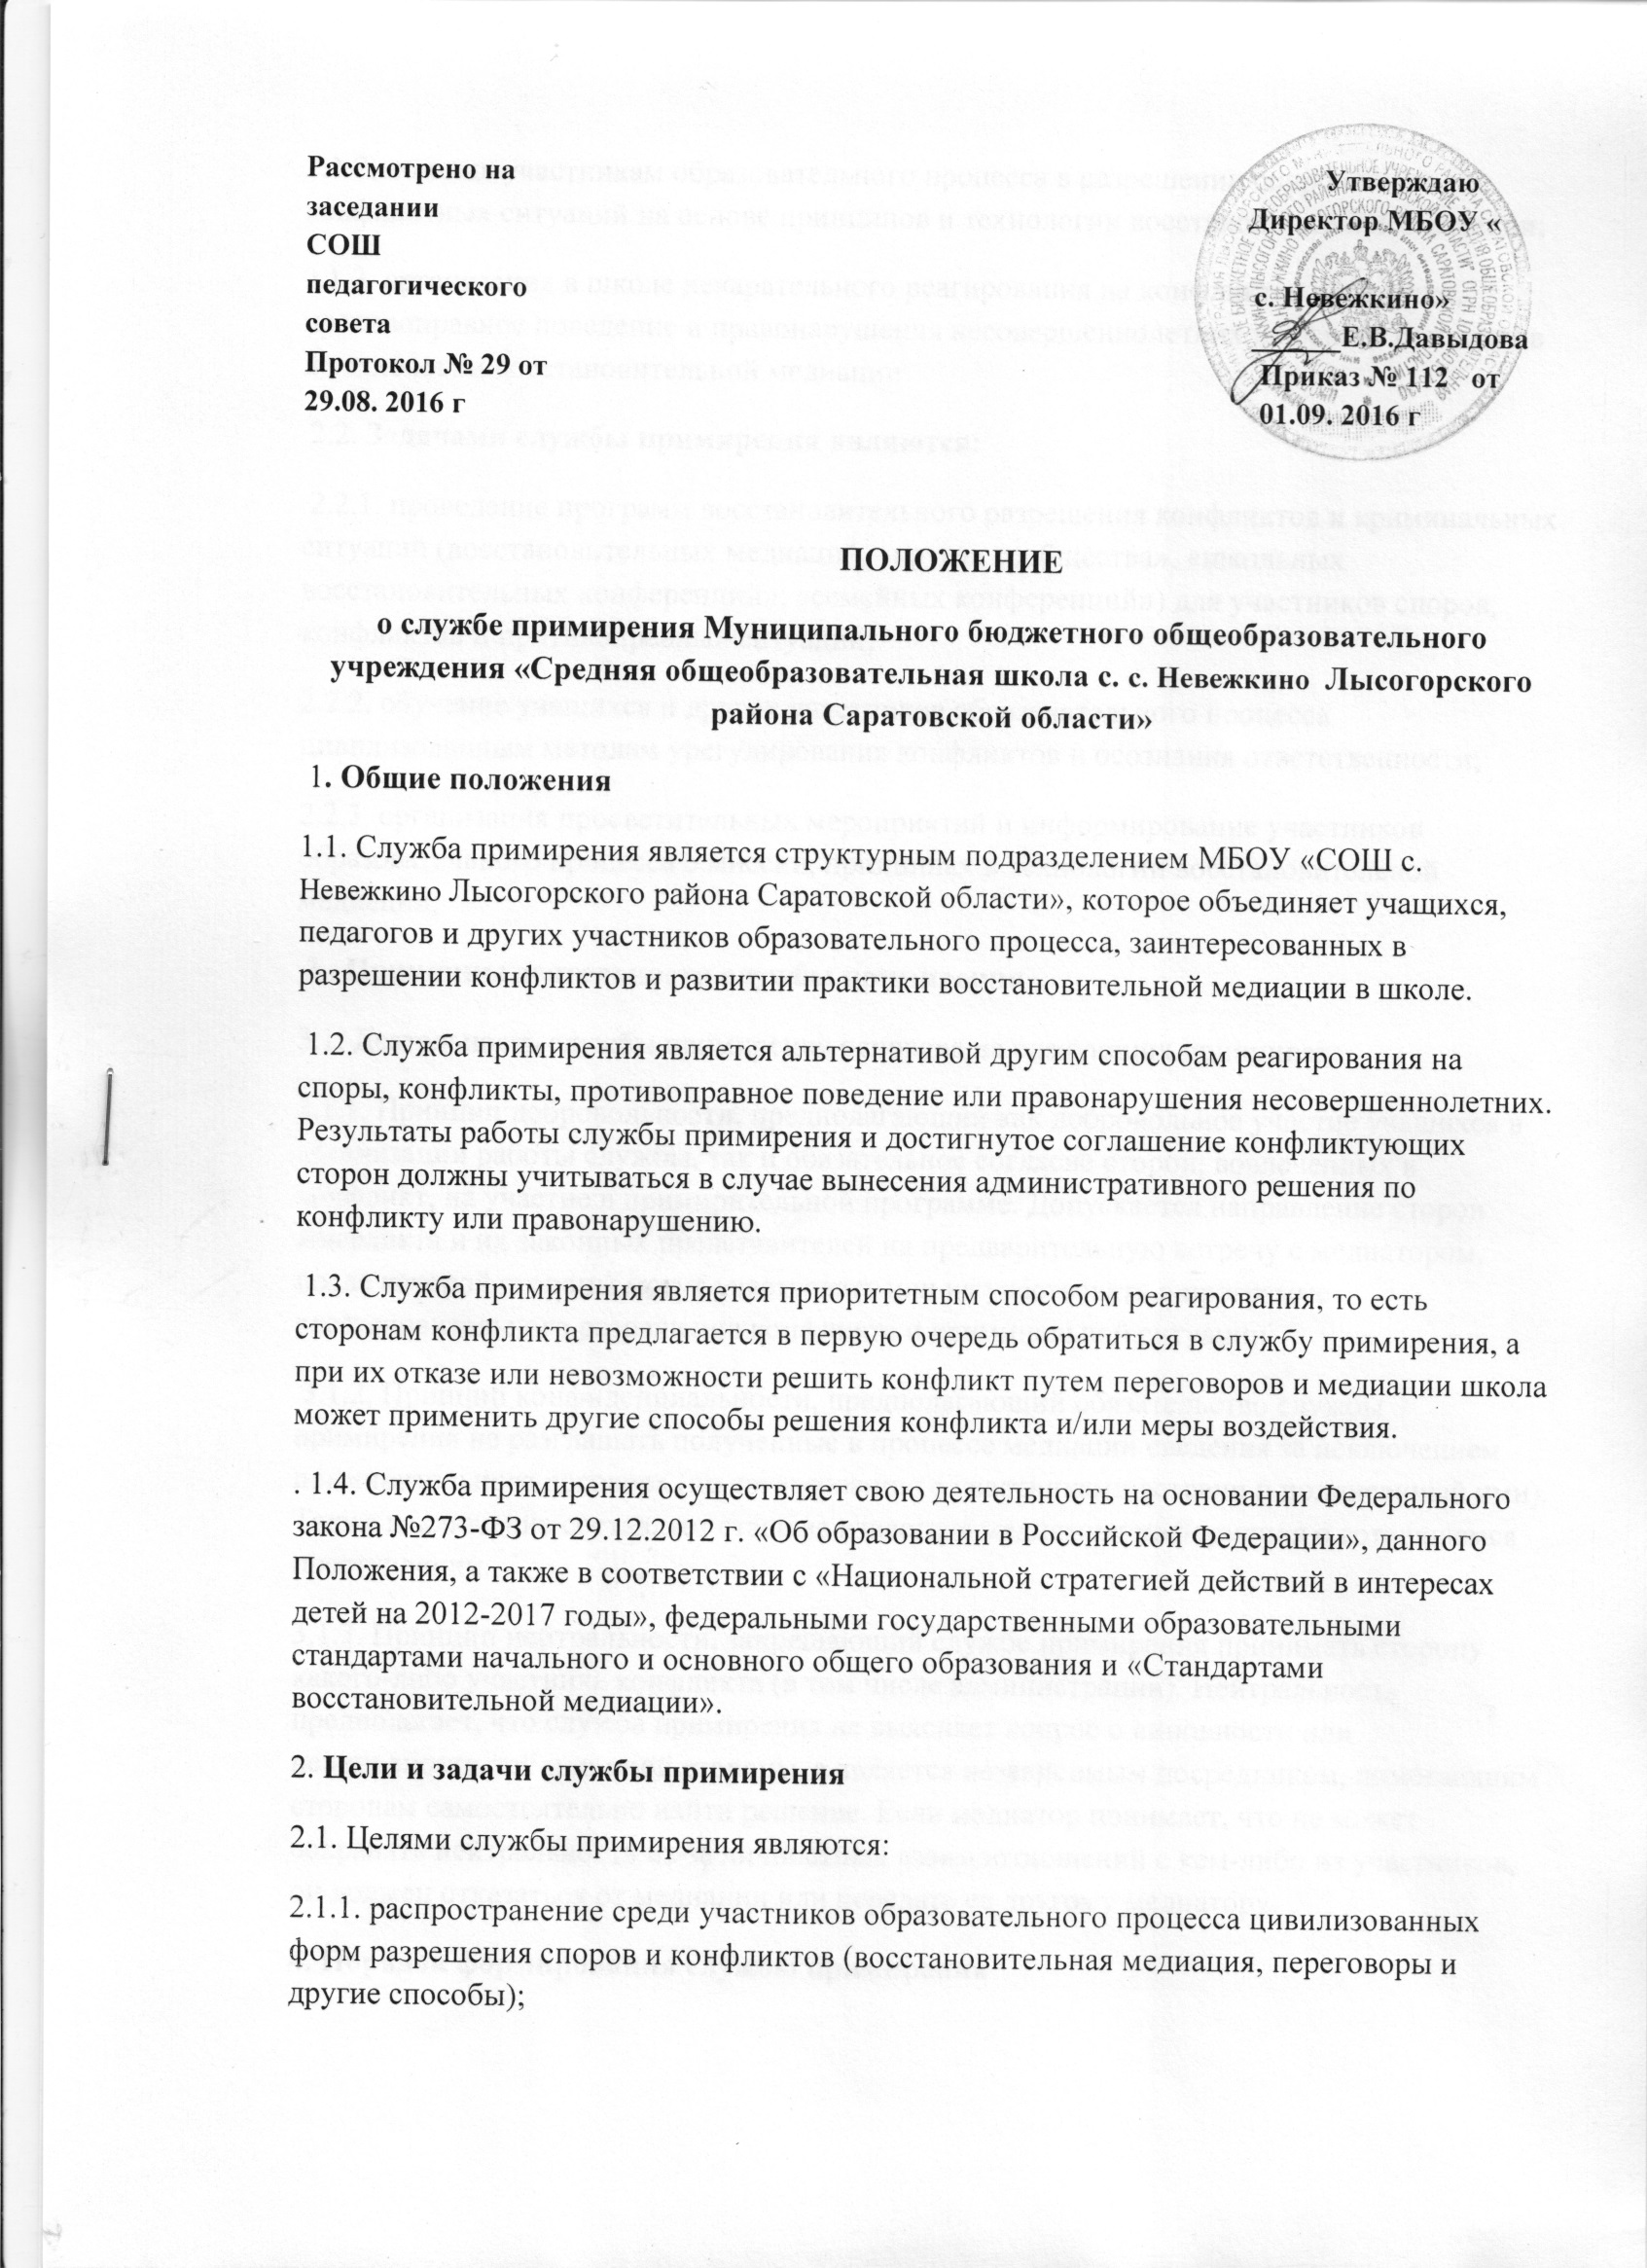 Рассмотрено на
заседании
СОШ
педагогического
совета
Протокол № 29 от
29.08. 2016 г
Утверждаю
Директор МБОУ «
с. Невежкино»
______Е.В.Давыдова
Приказ № 112 от
01.09. 2016 г
ПОЛОЖЕНИЕ
о службе примирения Муниципального бюджетного общеобразовательного
учреждения «Средняя общеобразовательная школа с. с. Невежкино Лысогорского
района Саратовской области»
1. Общие положения
1.1. Служба примирения является структурным подразделением МБОУ «СОШ с.
Невежкино Лысогорского района Саратовской области», которое объединяет учащихся,
педагогов и других участников образовательного процесса, заинтересованных в
разрешении конфликтов и развитии практики восстановительной медиации в школе.
1.2. Служба примирения является альтернативой другим способам реагирования на
споры, конфликты, противоправное поведение или правонарушения несовершеннолетних.
Результаты работы службы примирения и достигнутое соглашение конфликтующих
сторон должны учитываться в случае вынесения административного решения по
конфликту или правонарушению.
1.3. Служба примирения является приоритетным способом реагирования, то есть
сторонам конфликта предлагается в первую очередь обратиться в службу примирения, а
при их отказе или невозможности решить конфликт путем переговоров и медиации школа
может применить другие способы решения конфликта и/или меры воздействия.
. 1.4. Служба примирения осуществляет свою деятельность на основании Федерального
закона №273-ФЗ от 29.12.2012 г. «Об образовании в Российской Федерации», данного
Положения, а также в соответствии с «Национальной стратегией действий в интересах
детей на 2012-2017 годы», федеральными государственными образовательными
стандартами начального и основного общего образования и «Стандартами
восстановительной медиации».
2. Цели и задачи службы примирения
2.1. Целями службы примирения являются:
2.1.1. распространение среди участников образовательного процесса цивилизованных
форм разрешения споров и конфликтов (восстановительная медиация, переговоры и
другие способы);